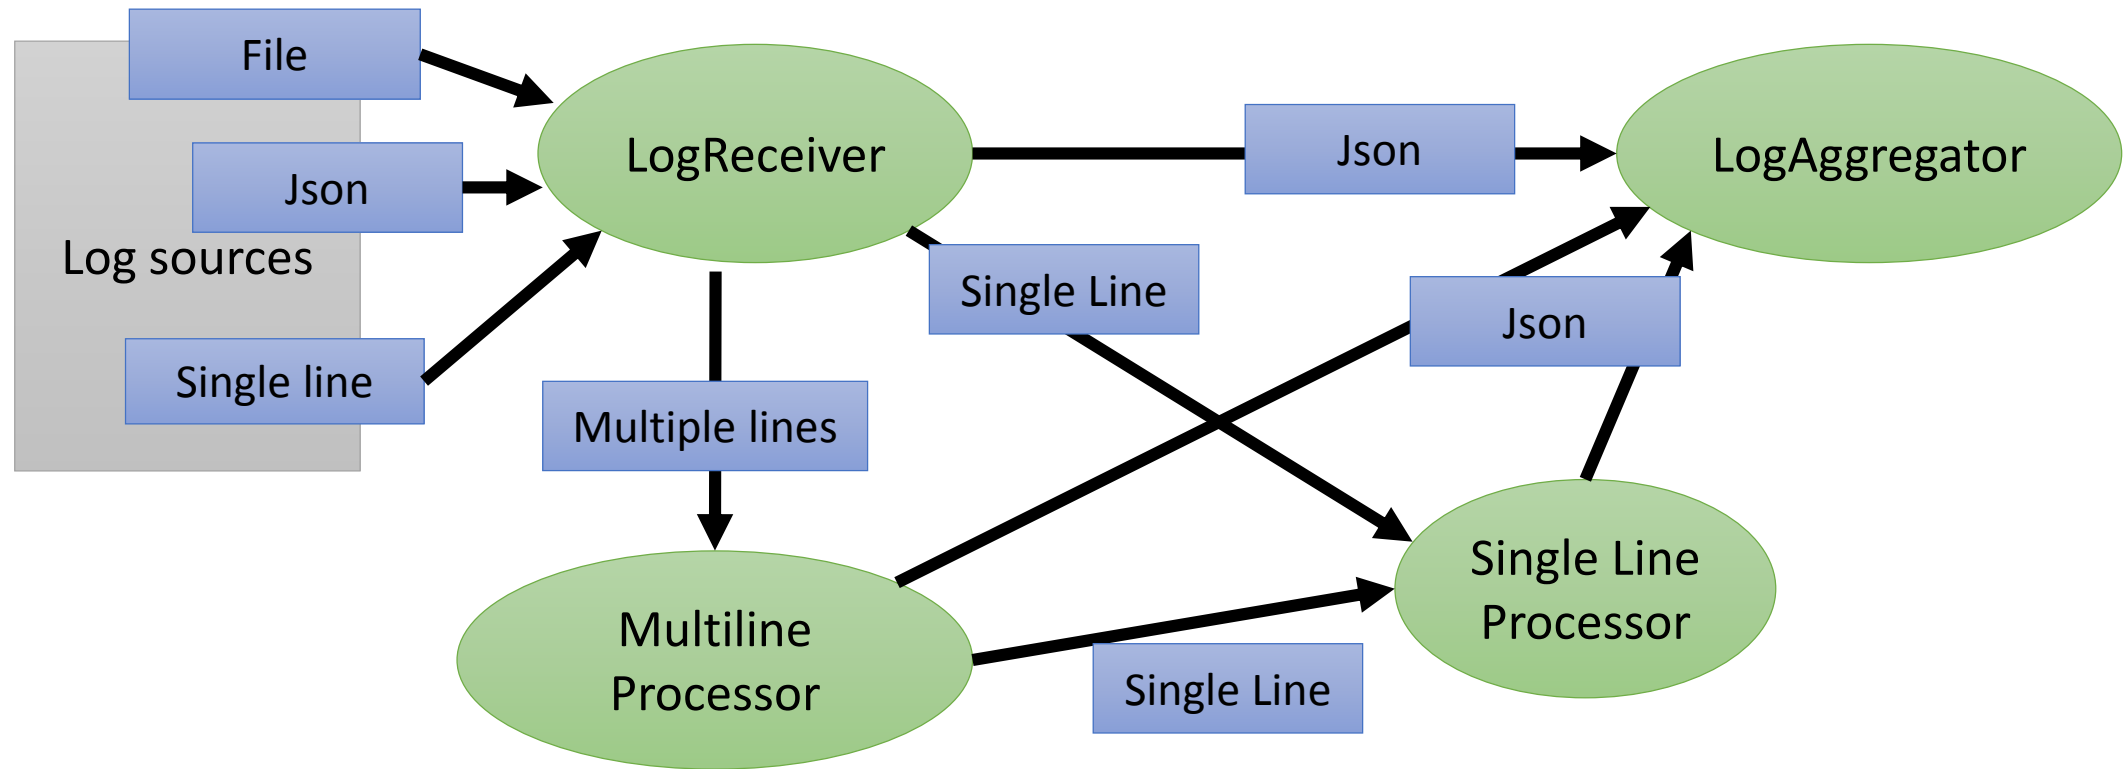 File
Json
Log sources
Single line
LogReceiver
Json
LogAggregator
Single Line
Json
Multiple lines
Multiline
Processor
Single Line
Single Line
Processor